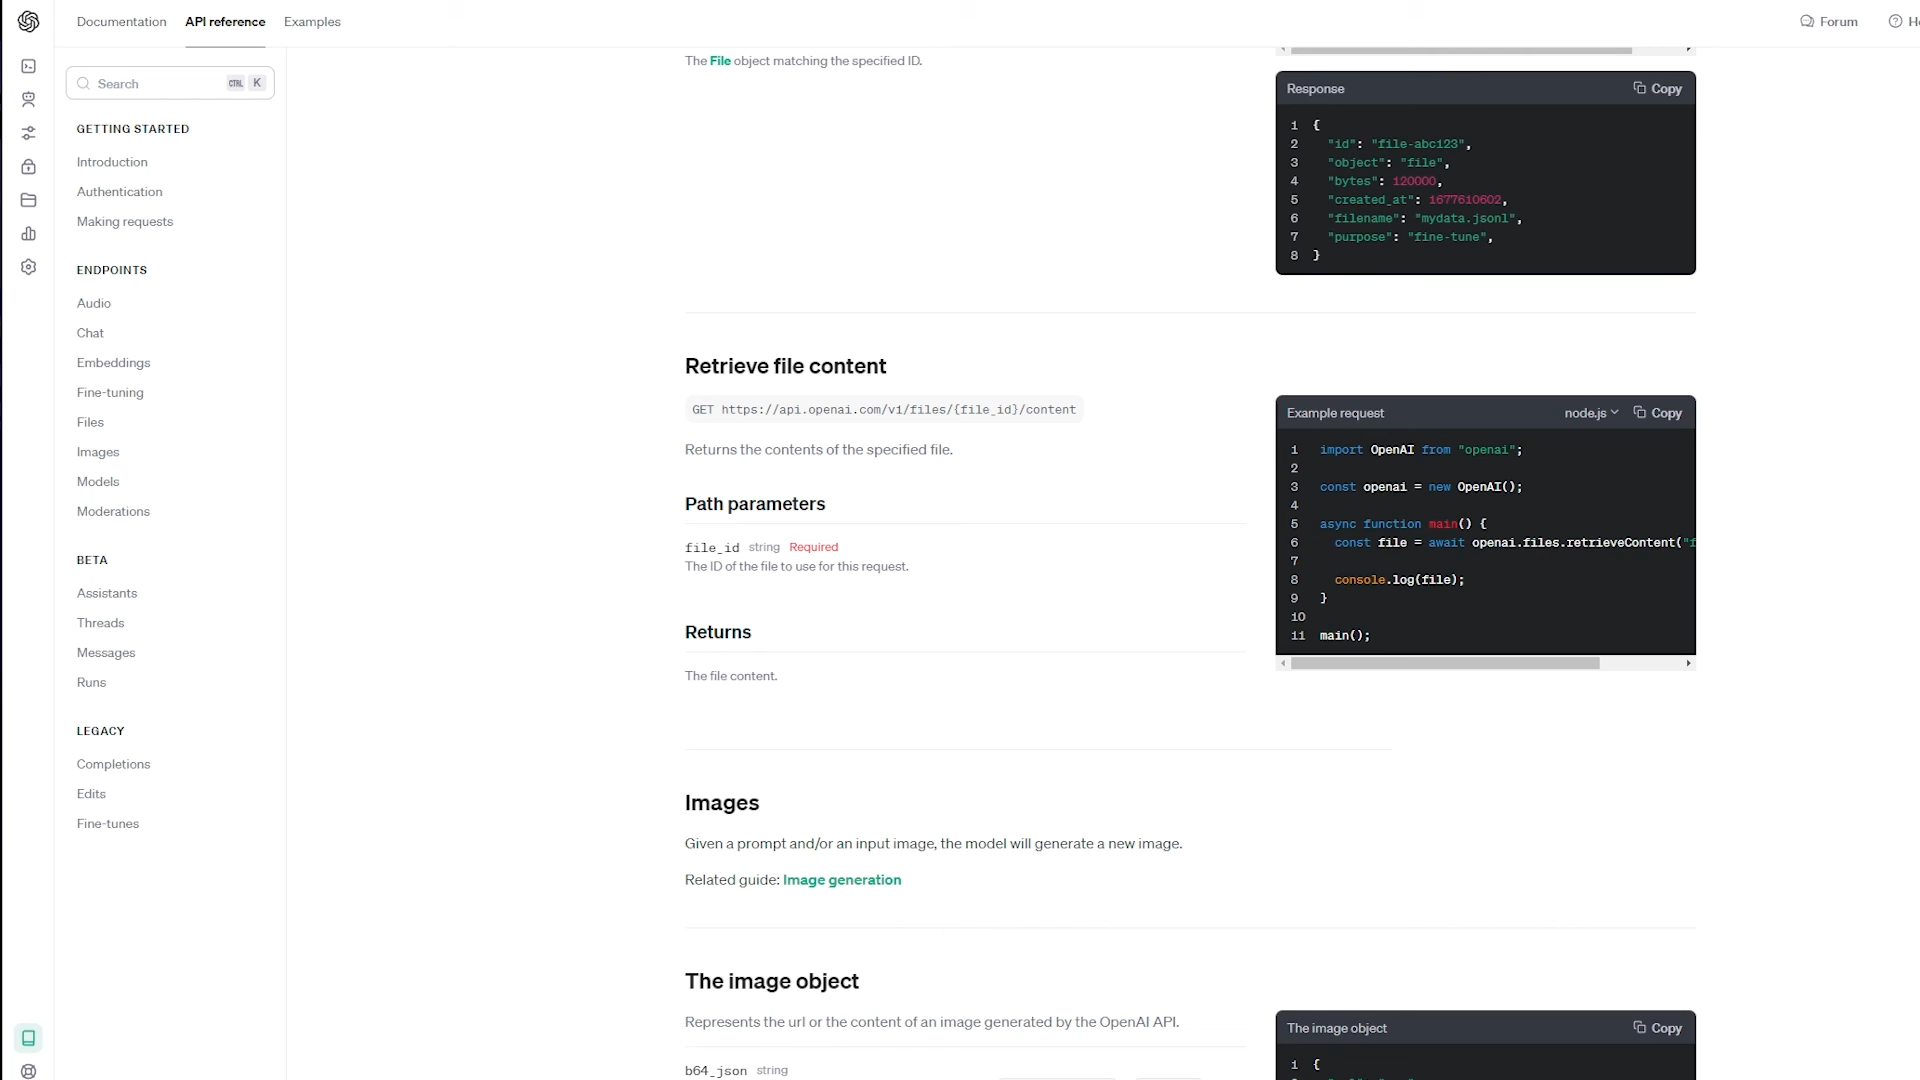 Documentation
API reference
Examples
Forum
Search
CTRL K
GETTING STARTED
Introduction
Authentication
Making requests
ENDPOINTS
Audio
Chat
Embeddings
Fine-tuning
Files
Images
Models
Moderations
BETA
Assistants
Threads
Messages
Runs
LEGACY
Completions
Edits
Fine-tunes
The File object matching the specified ID.
Response
Copy
1 {
2 "id": "file-abc123",
3 "object": "file",
4 "bytes": 120000,
5 "created_at": 1677610602,
6 "filename": "mydata.jsonl",
7 "purpose": "fine-tune",
8 }
Retrieve file content
GET https://api.openai.com/v1/files/{file_id}/content
Returns the contents of the specified file.
Path parameters
file_id string Required
The ID of the file to use for this request.
Returns
The file content.
Example request
node.js
Copy
1 import OpenAI from "openai";
2
3 const openai = new OpenAI();
4
5 async function main() {
6 const file = await openai.files.retrieveContent("f
7
8 console.log(file);
9 }
10
11 main();
Images
Given a prompt and/or an input image, the model will generate a new image.
Related guide: Image generation
The image object
Represents the url or the content of an image generated by the OpenAI API.
b64_json string
The image object
Copy
1 {